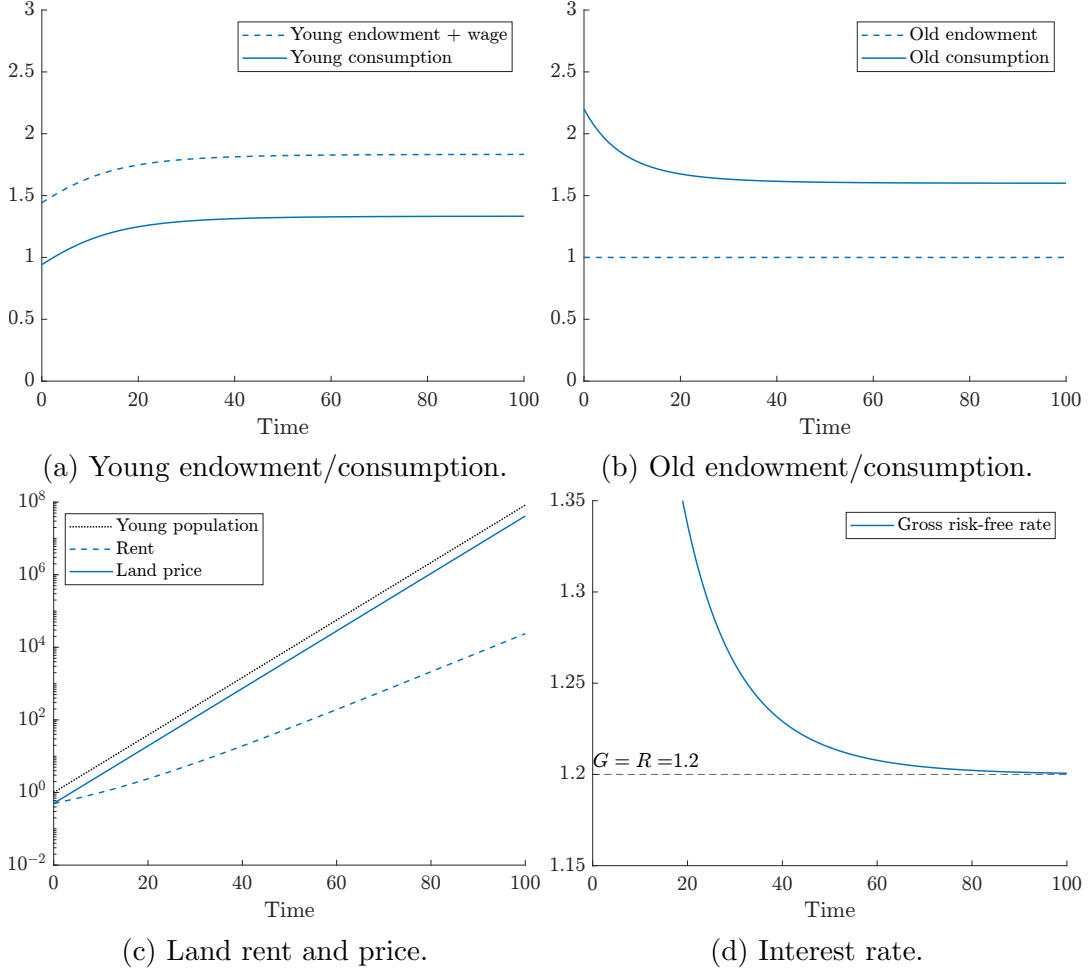 3
2.5
2
1.5
1
0.5
0
0 20 40 60 80 100
Time
Young endowment + wage
Young consumption
(a) Young endowment/consumption.
3
2.5
2
1.5
1
0.5
0
0 20 40 60 80 100
Time
Old endowment
Old consumption
(b) Old endowment/consumption.
10^8
10^6
10^4
10^2
10^0
10^-2
0 20 40 60 80 100
Time
Young population
Rent
Land price
(c) Land rent and price.
1.35
1.3
1.25
1.2
1.15
0 20 40 60 80 100
Time
Gross risk-free rate
G = R =1.2
(d) Interest rate.